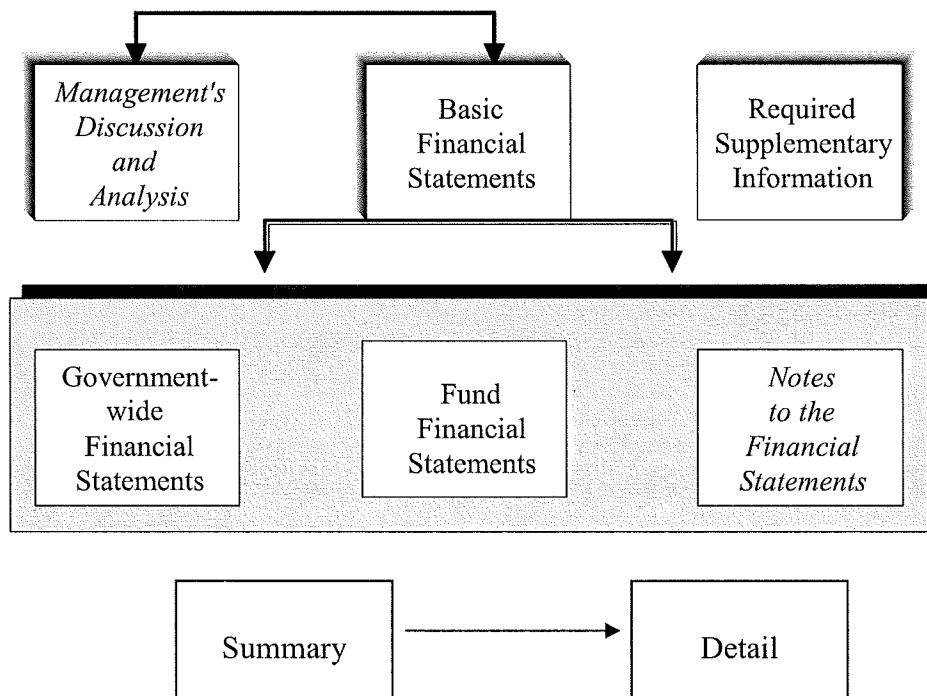 Management's
Discussion
and
Analysis
Basic
Financial
Statements
Required
Supplementary
Information
Government-
wide
Financial
Statements
Fund
Financial
Statements
Notes
to the
Financial
Statements
Summary
Detail